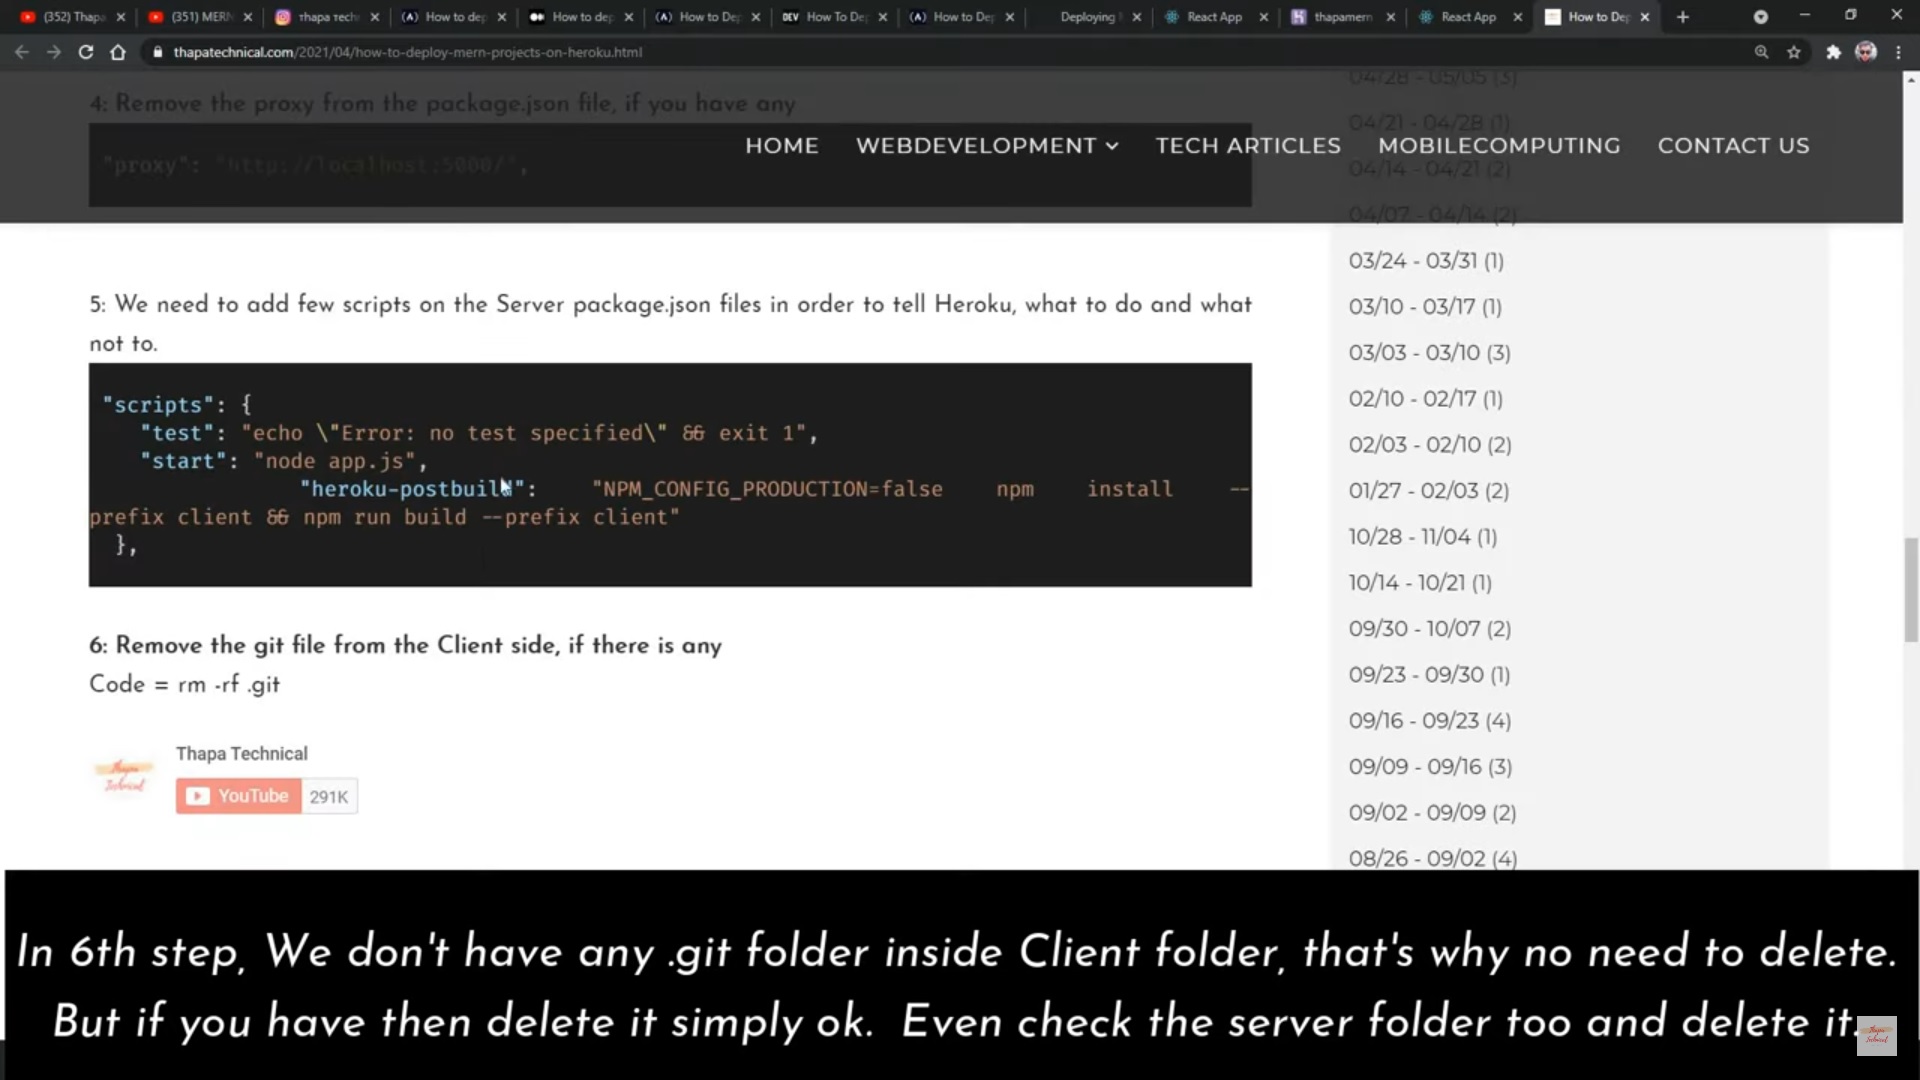 (352) Thapa
(351) MERN
Thapa Tech
How to dep
How to dep
How to Dep
How To De
How to Dep
Deploying
React App
thapamern
React App
How to Dep
thapatechnical.com/2021/04/how-to-deploy-mern-projects-on-heroku.html
HOME WEBDEVELOPMENT TECH ARTICLES MOBILECOMPUTING CONTACT US
4: Remove the proxy from the package.json file, if you have any
"proxy": "http://localhost:5000/",
5: We need to add few scripts on the Server package.json files in order to tell Heroku, what to do and what
not to.
"scripts": {
"test": "echo \"Error: no test specified\" && exit 1",
"start": "node app.js",
"heroku-postbuild": "NPM_CONFIG_PRODUCTION=false npm install --
prefix client && npm run build --prefix client"
},
6: Remove the git file from the Client side, if there is any
Code = rm -rf .git
Thapa Technical
YouTube 291K
04/28 - 05/05 (3)
04/21 - 04/28 (1)
04/14 - 04/21 (2)
04/07 - 04/14 (2)
03/24 - 03/31 (1)
03/10 - 03/17 (1)
03/03 - 03/10 (3)
02/10 - 02/17 (1)
02/03 - 02/10 (2)
01/27 - 02/03 (2)
10/28 - 11/04 (1)
10/14 - 10/21 (1)
09/30 - 10/07 (2)
09/23 - 09/30 (1)
09/16 - 09/23 (4)
09/09 - 09/16 (3)
09/02 - 09/09 (2)
08/26 - 09/02 (4)
In 6th step, We don't have any .git folder inside Client folder, that's why no need to delete.
But if you have then delete it simply ok. Even check the server folder too and delete it.